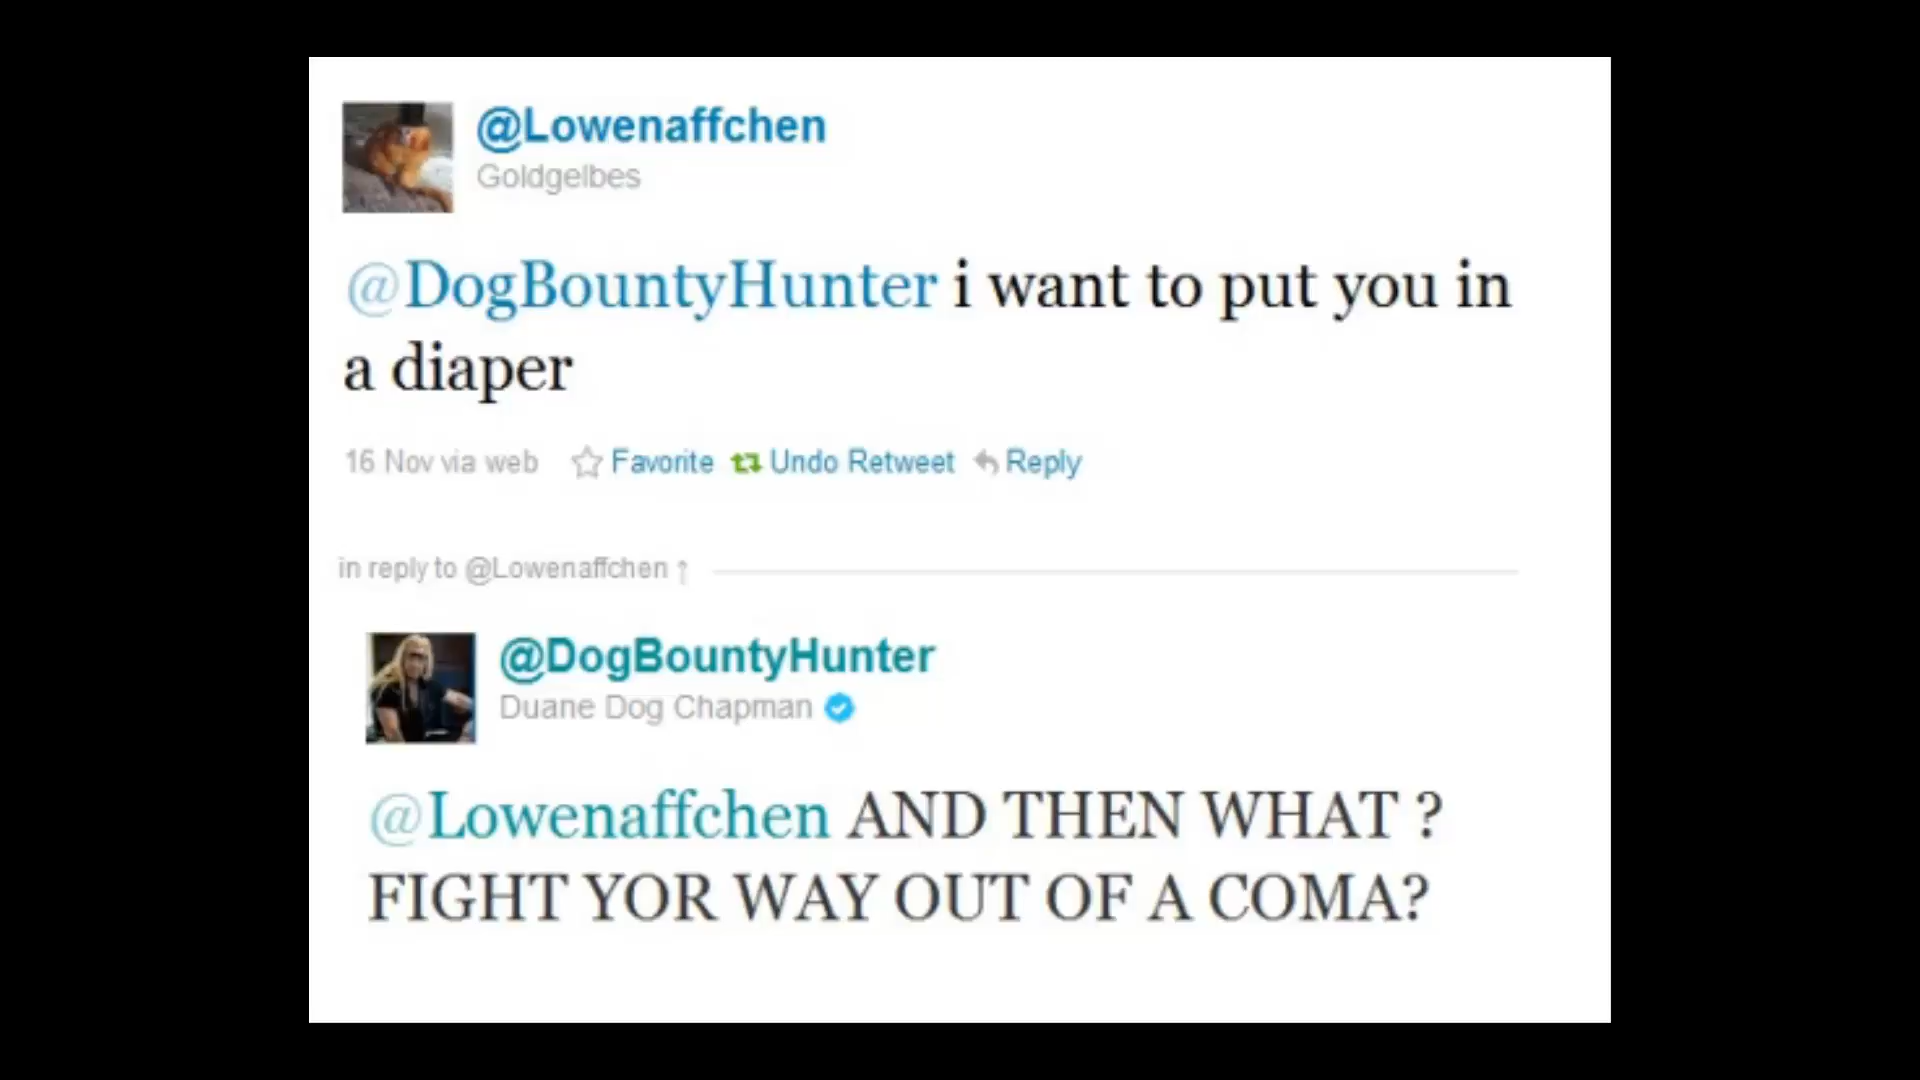 @Lowenaffchen
Goldgelbes
@DogBountyHunter i want to put you in
a diaper
16 Nov via web Favorite Undo Retweet Reply
in reply to @Lowenaffchen ↑
@DogBountyHunter
Duane Dog Chapman
@Lowenaffchen AND THEN WHAT ?
FIGHT YOR WAY OUT OF A COMA?